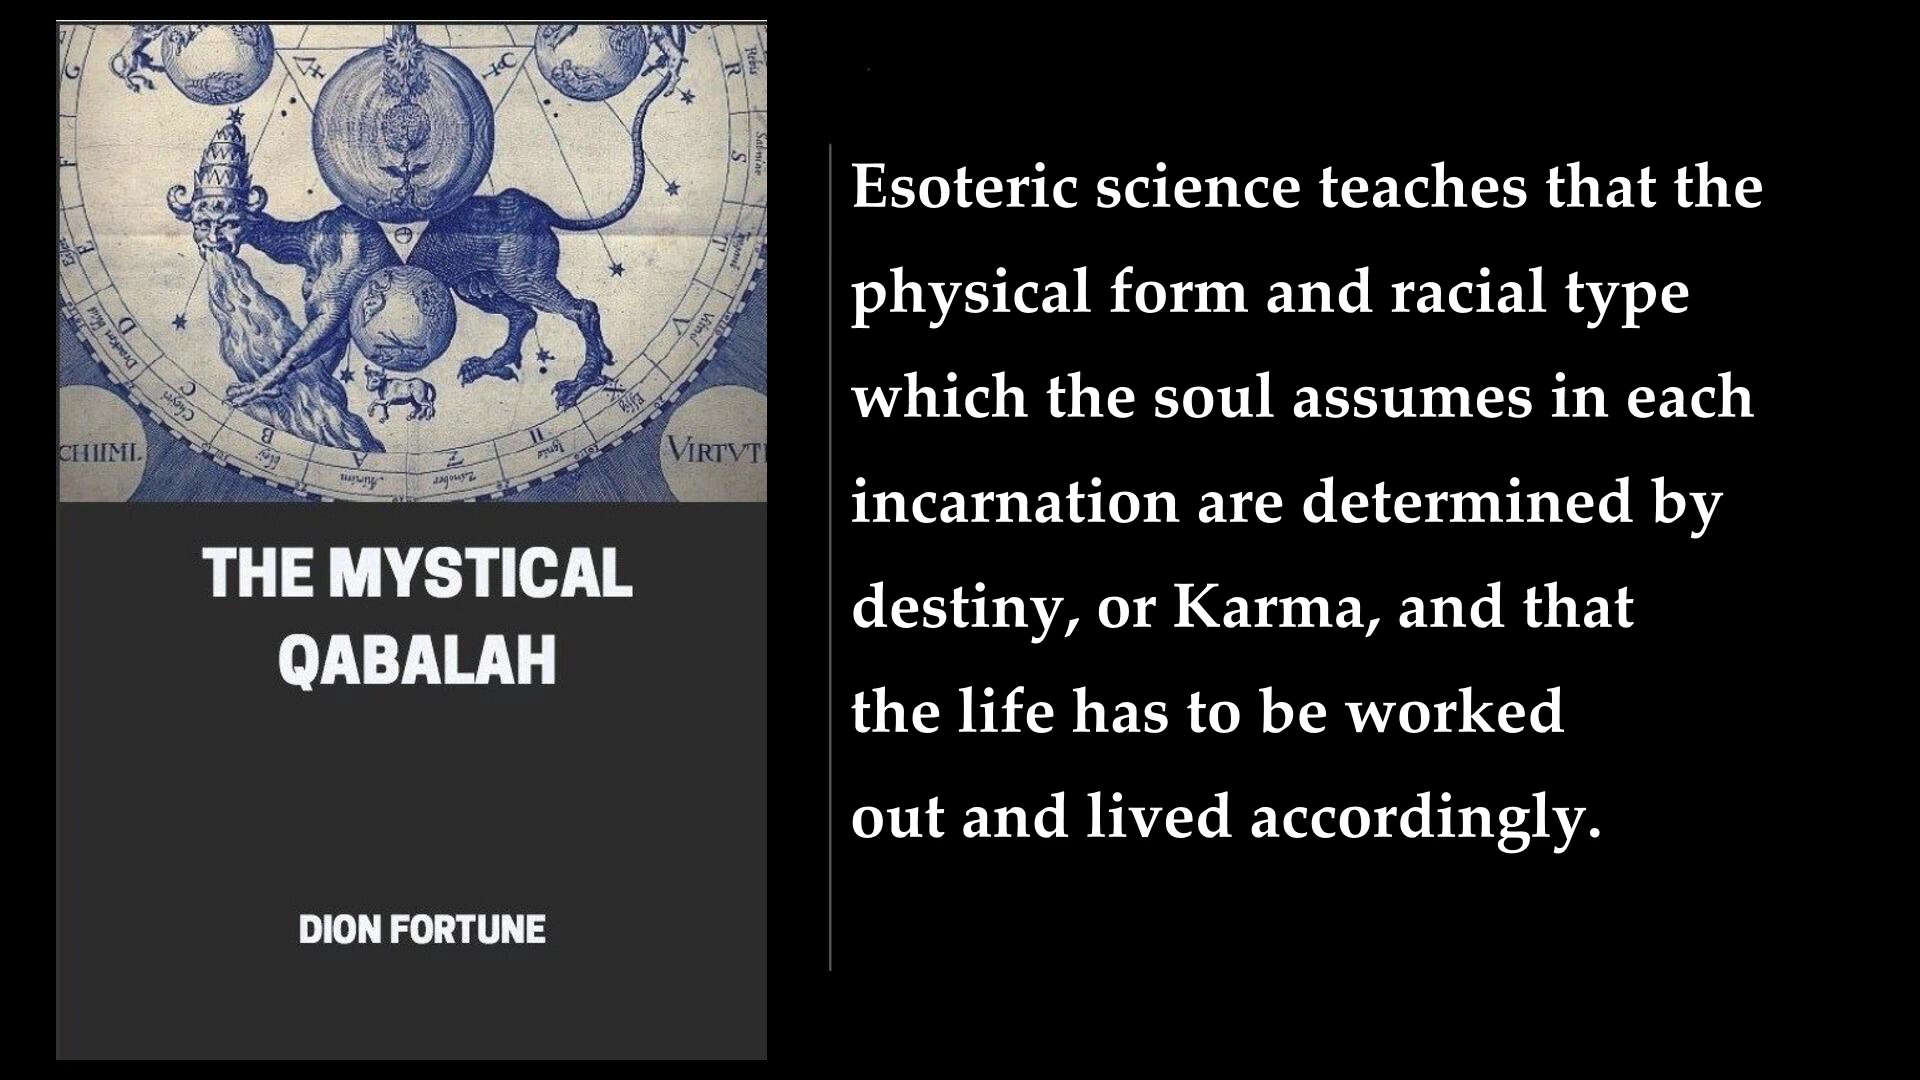 CHIIMI.
VIRTVT
THE MYSTICAL
QABALAH
DION FORTUNE
Esoteric science teaches that the
physical form and racial type
which the soul assumes in each
incarnation are determined by
destiny, or Karma, and that
the life has to be worked
out and lived accordingly.